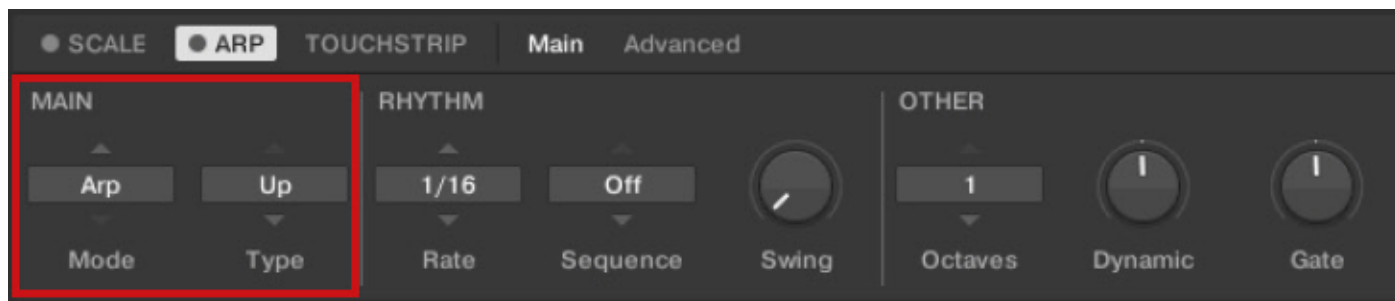 SCALE ARP TOUCHSTRIP Main Advanced
MAIN RHYTHM OTHER
Arp Up 1/16 Off 1
Mode Type Rate Sequence Swing Octaves Dynamic Gate